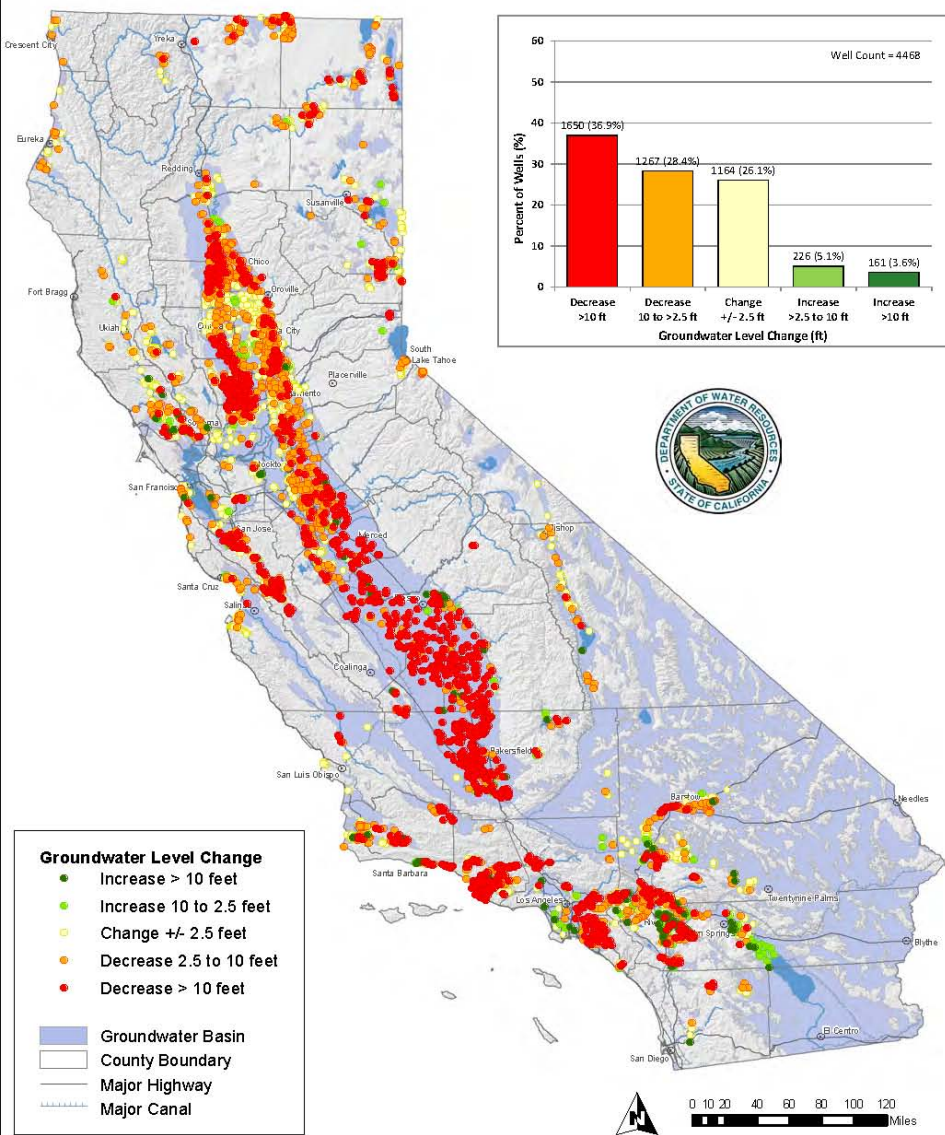 Well Count = 4468
60
50
40
30
20
10
0
Percent of Wells (%)
1650 (36.9%)
1267 (28.4%)
1164 (26.1%)
226 (5.1%)
161 (3.6%)
Decrease
>10 ft
Decrease
10 to >2.5 ft
Change
+/- 2.5 ft
Increase
>2.5 to 10 ft
Increase
>10 ft
Groundwater Level Change (ft)
Crescent City
Yreka
Eureka
Redding
Susanville
Chico
Fort Bragg
Oroville
Ukiah
South
Lake Tahoe
Placerville
San Francisco
San Jose
Merced
Bishop
Santa Cruz
Coalinga
Bakersfield
San Luis Obispo
Barstow
Needles
Santa Barbara
Los Angeles
Twentynine Palms
Blythe
El Centro
San Diego
DEPARTMENT OF WATER RESOURCES
STATE OF CALIFORNIA
Groundwater Level Change
Increase > 10 feet
Increase 10 to 2.5 feet
Change +/- 2.5 feet
Decrease 2.5 to 10 feet
Decrease > 10 feet
Groundwater Basin
County Boundary
Major Highway
Major Canal
N
0 10 20 40 60 80 100 120
Miles